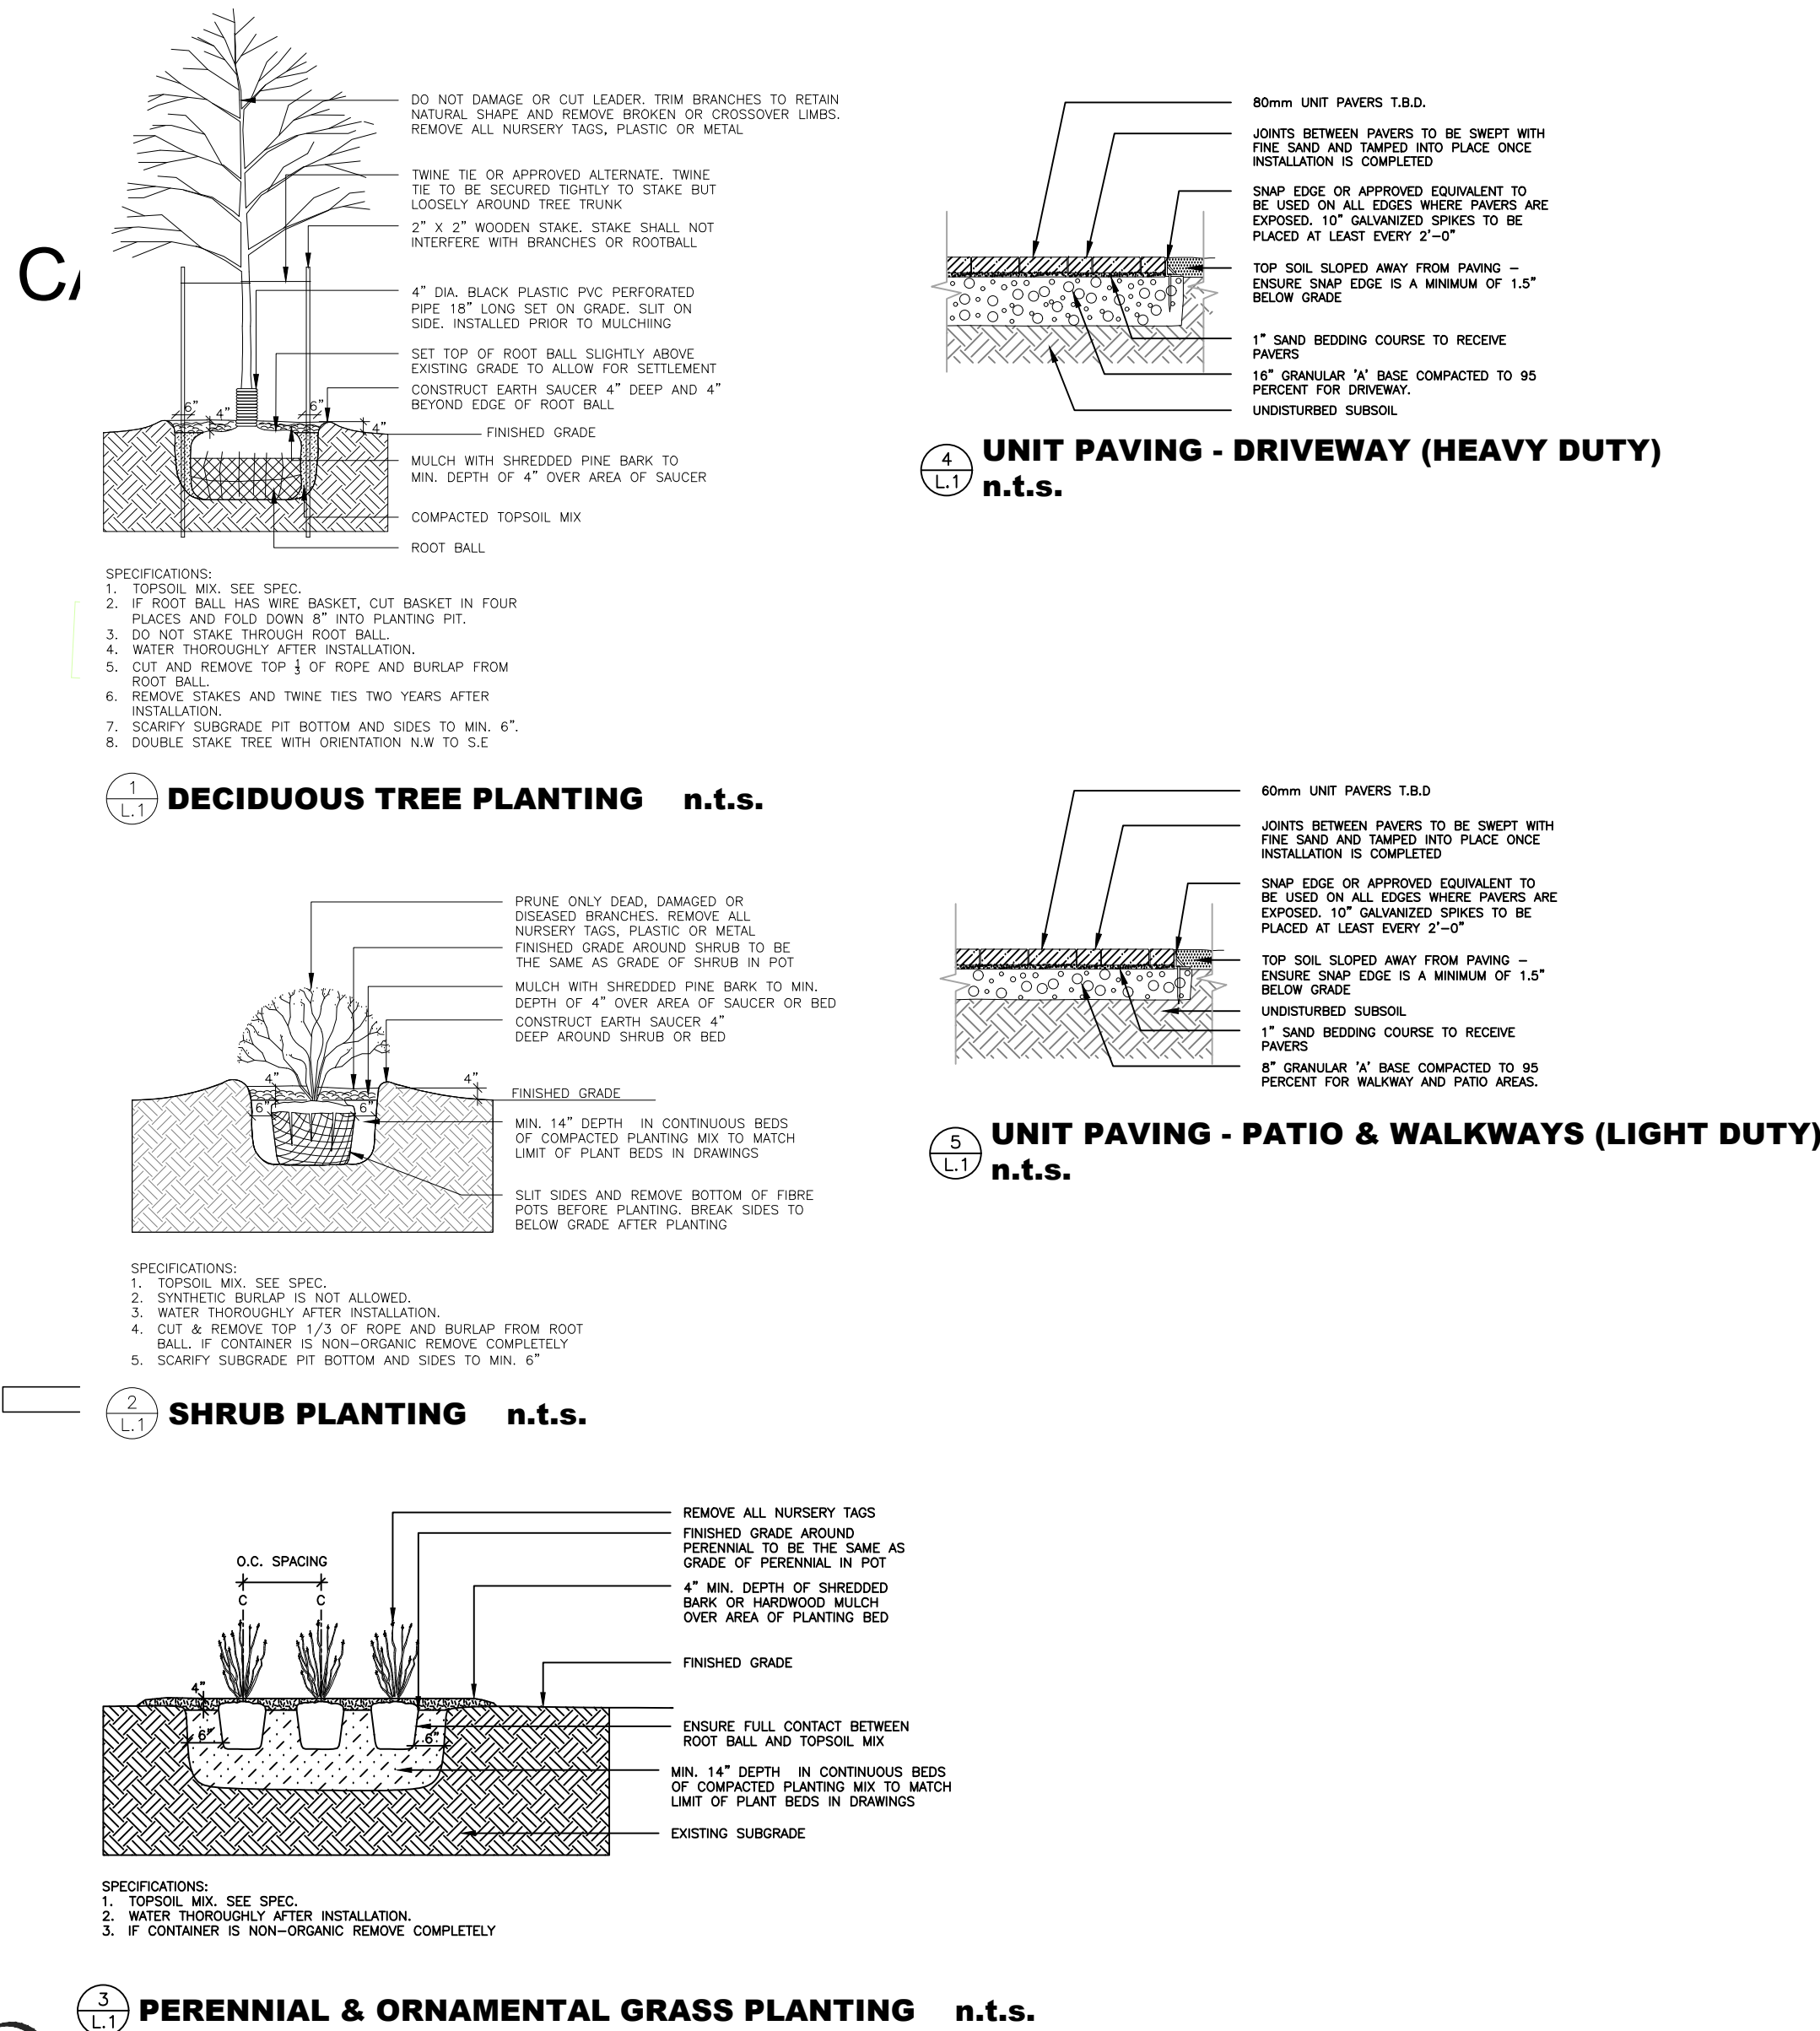 DO NOT DAMAGE OR CUT LEADER. TRIM BRANCHES TO RETAIN
NATURAL SHAPE AND REMOVE BROKEN OR CROSSOVER LIMBS.
REMOVE ALL NURSERY TAGS, PLASTIC OR METAL
TWINE TIE OR APPROVED ALTERNATE. TWINE
TIE TO BE SECURED TIGHTLY TO STAKE BUT
LOOSELY AROUND TREE TRUNK
2" X 2" WOODEN STAKE. STAKE SHALL NOT
INTERFERE WITH BRANCHES OR ROOTBALL
4" DIA. BLACK PLASTIC PVC PERFORATED
PIPE 18" LONG SET ON GRADE. SLIT ON
SIDE. INSTALLED PRIOR TO MULCHIING
SET TOP OF ROOT BALL SLIGHTLY ABOVE
EXISTING GRADE TO ALLOW FOR SETTLEMENT
CONSTRUCT EARTH SAUCER 4" DEEP AND 4"
BEYOND EDGE OF ROOT BALL
6"
4"
6"
4"
FINISHED GRADE
MULCH WITH SHREDDED PINE BARK TO
MIN. DEPTH OF 4" OVER AREA OF SAUCER
COMPACTED TOPSOIL MIX
ROOT BALL
SPECIFICATIONS:
1. TOPSOIL MIX. SEE SPEC.
2. IF ROOT BALL HAS WIRE BASKET, CUT BASKET IN FOUR
PLACES AND FOLD DOWN 8" INTO PLANTING PIT.
3. DO NOT STAKE THROUGH ROOT BALL.
4. WATER THOROUGHLY AFTER INSTALLATION.
5. CUT AND REMOVE TOP 1/3 OF ROPE AND BURLAP FROM
ROOT BALL.
6. REMOVE STAKES AND TWINE TIES TWO YEARS AFTER
INSTALLATION.
7. SCARIFY SUBGRADE PIT BOTTOM AND SIDES TO MIN. 6".
8. DOUBLE STAKE TREE WITH ORIENTATION N.W TO S.E
1
L.1
DECIDUOUS TREE PLANTING n.t.s.
PRUNE ONLY DEAD, DAMAGED OR
DISEASED BRANCHES. REMOVE ALL
NURSERY TAGS, PLASTIC OR METAL
FINISHED GRADE AROUND SHRUB TO BE
THE SAME AS GRADE OF SHRUB IN POT
MULCH WITH SHREDDED PINE BARK TO MIN.
DEPTH OF 4" OVER AREA OF SAUCER OR BED
CONSTRUCT EARTH SAUCER 4"
DEEP AROUND SHRUB OR BED
4"
4"
FINISHED GRADE
6"
6"
MIN. 14" DEPTH IN CONTINUOUS BEDS
OF COMPACTED PLANTING MIX TO MATCH
LIMIT OF PLANT BEDS IN DRAWINGS
SLIT SIDES AND REMOVE BOTTOM OF FIBRE
POTS BEFORE PLANTING. BREAK SIDES TO
BELOW GRADE AFTER PLANTING
SPECIFICATIONS:
1. TOPSOIL MIX. SEE SPEC.
2. SYNTHETIC BURLAP IS NOT ALLOWED.
3. WATER THOROUGHLY AFTER INSTALLATION.
4. CUT & REMOVE TOP 1/3 OF ROPE AND BURLAP FROM ROOT
BALL. IF CONTAINER IS NON-ORGANIC REMOVE COMPLETELY
5. SCARIFY SUBGRADE PIT BOTTOM AND SIDES TO MIN. 6"
2
L.1
SHRUB PLANTING n.t.s.
REMOVE ALL NURSERY TAGS
FINISHED GRADE AROUND
PERENNIAL TO BE THE SAME AS
GRADE OF PERENNIAL IN POT
O.C. SPACING
C
C
4" MIN. DEPTH OF SHREDDED
BARK OR HARDWOOD MULCH
OVER AREA OF PLANTING BED
FINISHED GRADE
4"
6"
6"
ENSURE FULL CONTACT BETWEEN
ROOT BALL AND TOPSOIL MIX
MIN. 14" DEPTH IN CONTINUOUS BEDS
OF COMPACTED PLANTING MIX TO MATCH
LIMIT OF PLANT BEDS IN DRAWINGS
EXISTING SUBGRADE
SPECIFICATIONS:
1. TOPSOIL MIX. SEE SPEC.
2. WATER THOROUGHLY AFTER INSTALLATION.
3. IF CONTAINER IS NON-ORGANIC REMOVE COMPLETELY
3
L.1
PERENNIAL & ORNAMENTAL GRASS PLANTING n.t.s.
80mm UNIT PAVERS T.B.D.
JOINTS BETWEEN PAVERS TO BE SWEPT WITH
FINE SAND AND TAMPED INTO PLACE ONCE
INSTALLATION IS COMPLETED
SNAP EDGE OR APPROVED EQUIVALENT TO
BE USED ON ALL EDGES WHERE PAVERS ARE
EXPOSED. 10" GALVANIZED SPIKES TO BE
PLACED AT LEAST EVERY 2'-0"
TOP SOIL SLOPED AWAY FROM PAVING -
ENSURE SNAP EDGE IS A MINIMUM OF 1.5"
BELOW GRADE
1" SAND BEDDING COURSE TO RECEIVE
PAVERS
16" GRANULAR 'A' BASE COMPACTED TO 95
PERCENT FOR DRIVEWAY.
UNDISTURBED SUBSOIL
4
L.1
UNIT PAVING - DRIVEWAY (HEAVY DUTY)
n.t.s.
60mm UNIT PAVERS T.B.D
JOINTS BETWEEN PAVERS TO BE SWEPT WITH
FINE SAND AND TAMPED INTO PLACE ONCE
INSTALLATION IS COMPLETED
SNAP EDGE OR APPROVED EQUIVALENT TO
BE USED ON ALL EDGES WHERE PAVERS ARE
EXPOSED. 10" GALVANIZED SPIKES TO BE
PLACED AT LEAST EVERY 2'-0"
TOP SOIL SLOPED AWAY FROM PAVING -
ENSURE SNAP EDGE IS A MINIMUM OF 1.5"
BELOW GRADE
UNDISTURBED SUBSOIL
1" SAND BEDDING COURSE TO RECEIVE
PAVERS
8" GRANULAR 'A' BASE COMPACTED TO 95
PERCENT FOR WALKWAY AND PATIO AREAS.
5
L.1
UNIT PAVING - PATIO & WALKWAYS (LIGHT DUTY)
n.t.s.